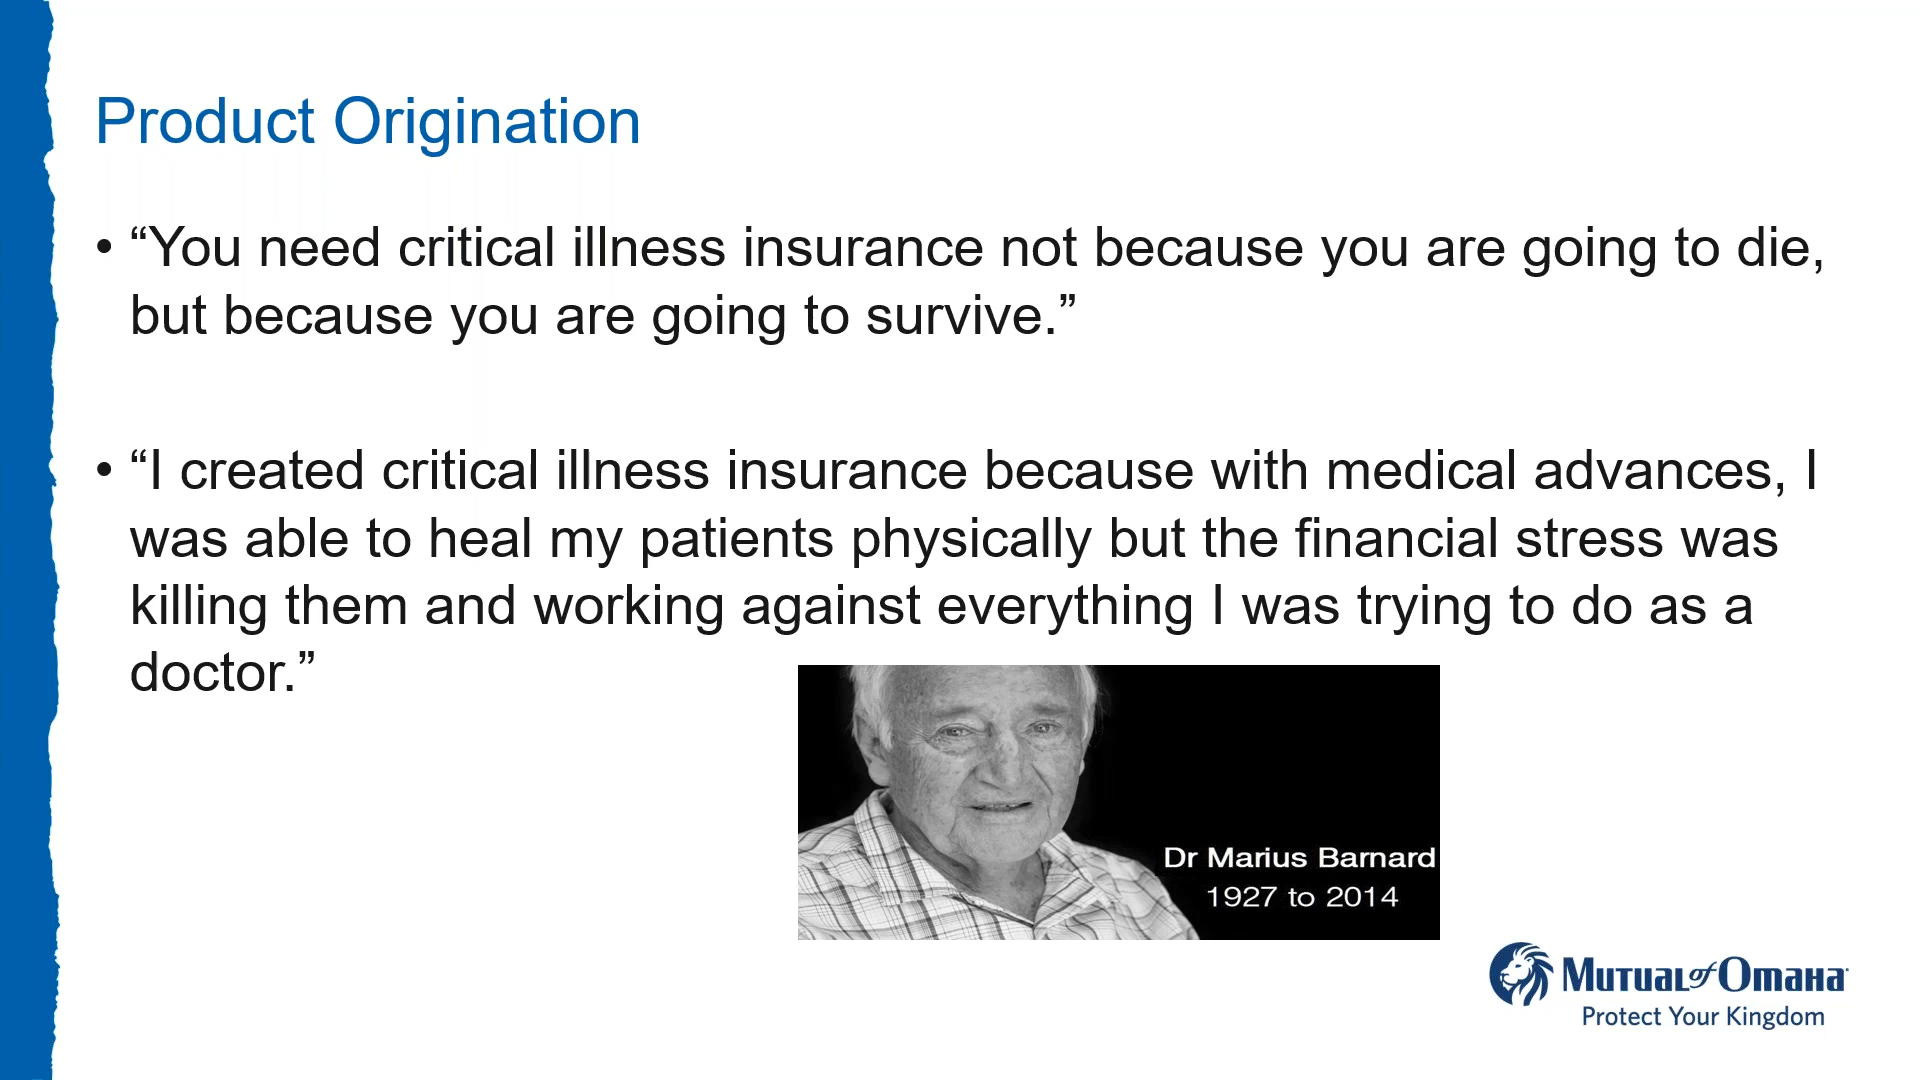 Product Origination
• “You need critical illness insurance not because you are going to die,
but because you are going to survive.”
• “I created critical illness insurance because with medical advances, I
was able to heal my patients physically but the financial stress was
killing them and working against everything I was trying to do as a
doctor.”
Dr Marius Barnard
1927 to 2014
Mutual of Omaha
Protect Your Kingdom